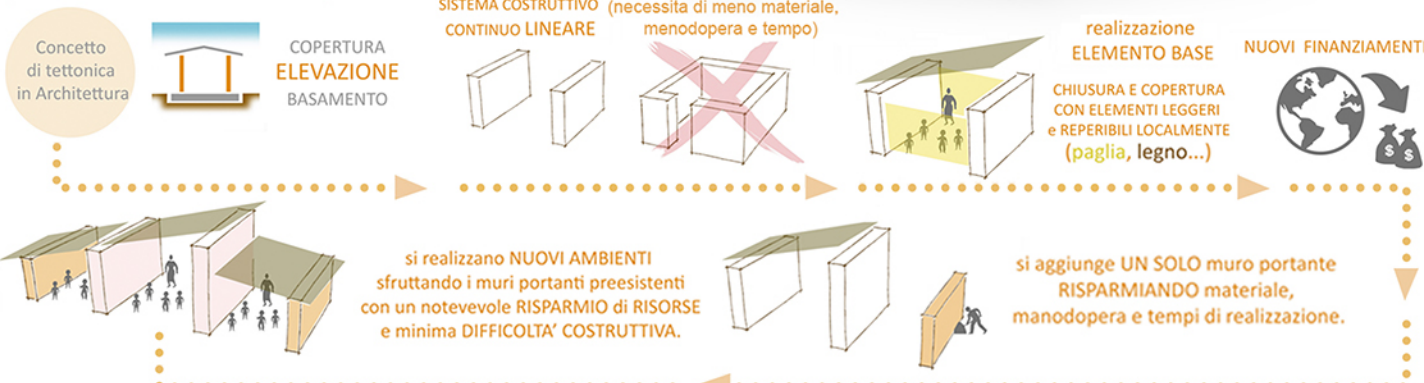 Concetto
di tettonica
in Architettura
COPERTURA
ELEVAZIONE
BASAMENTO
SISTEMA COSTRUTTIVO
CONTINUO LINEARE
(necessita di meno materiale,
menodopera e tempo)
realizzazione
ELEMENTO BASE
CHIUSURA E COPERTURA
CON ELEMENTI LEGGERI
e REPERIBILI LOCALMENTE
(paglia, legno...)
NUOVI FINANZIAMENTI
$ $
si realizzano NUOVI AMBIENTI
sfruttando i muri portanti preesistenti
con un notevevole RISPARMIO di RISORSE
e minima DIFFICOLTA' COSTRUTTIVA.
si aggiunge UN SOLO muro portante
RISPARMIANDO materiale,
manodopera e tempi di realizzazione.